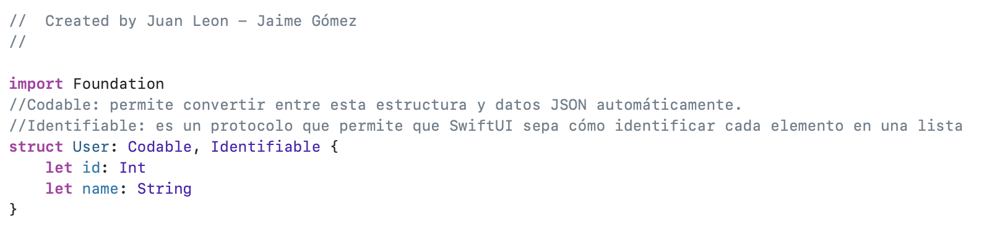 //  Created by Juan Leon – Jaime Gómez
//
import Foundation
//Codable: permite convertir entre esta estructura y datos JSON automáticamente.
//Identifiable: es un protocolo que permite que SwiftUI sepa cómo identificar cada elemento en una lista
struct User: Codable, Identifiable {
    let id: Int
    let name: String
}